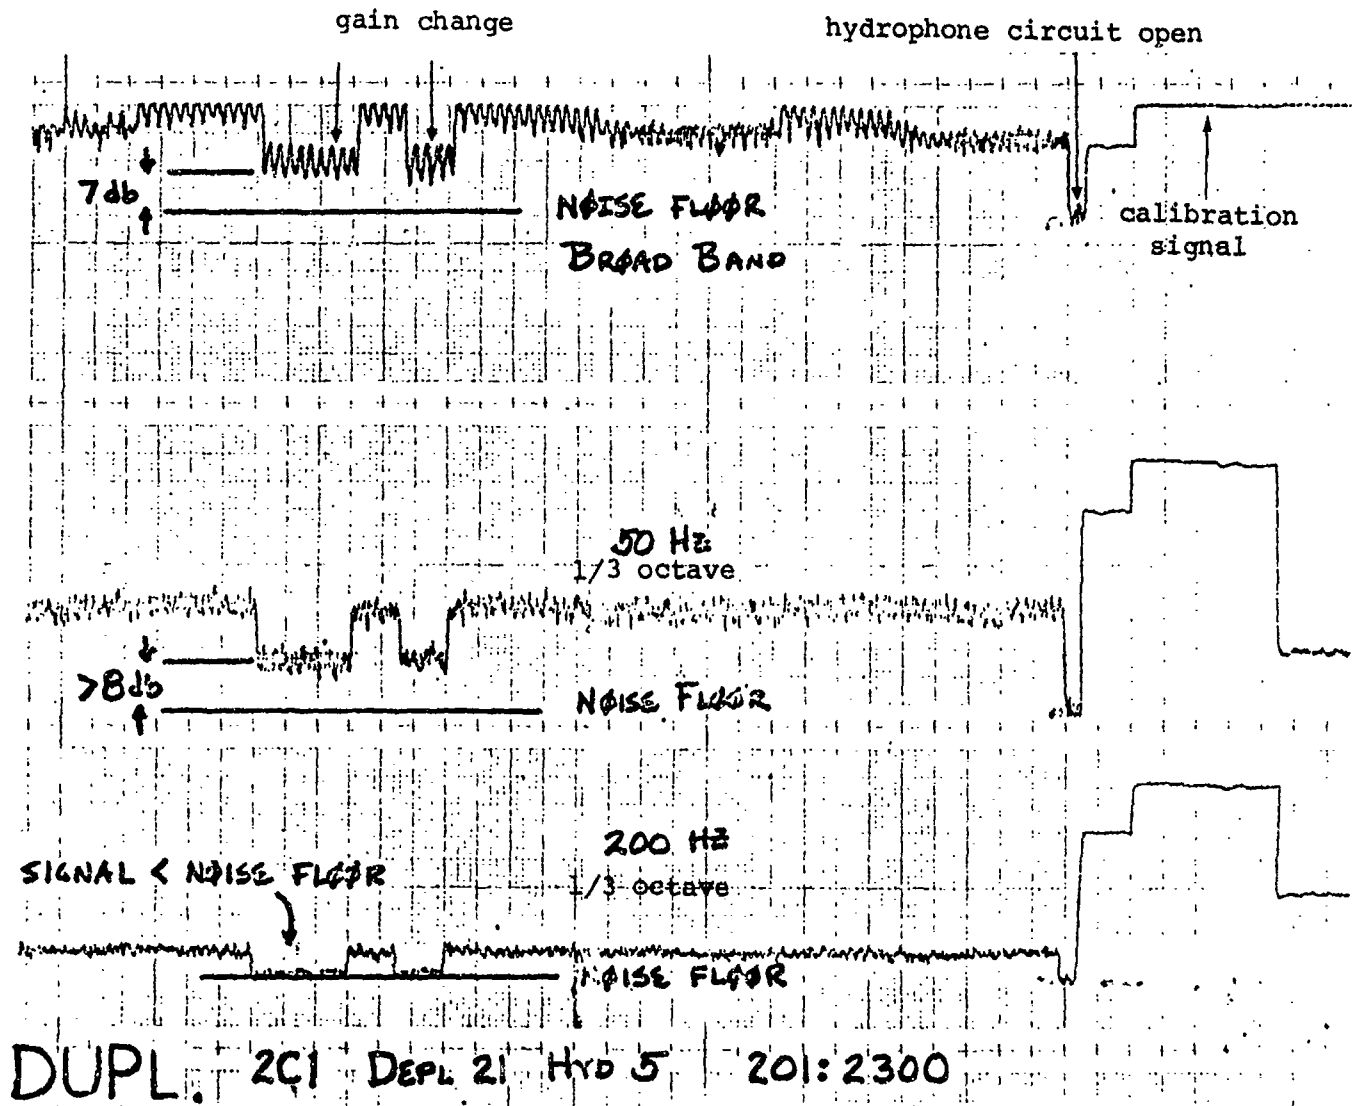 gain change
hydrophone circuit open
7db
NØISE FLØØR
BRØAD BAND
calibration
signal
50 Hz
1/3 octave
>8db
NØISE FLØØR
200 HZ
1/3 octave
SIGNAL < NØISE FLØØR
NØISE FLØØR
DUPL. 2C1 DEPL 21 HYD 5 201:2300